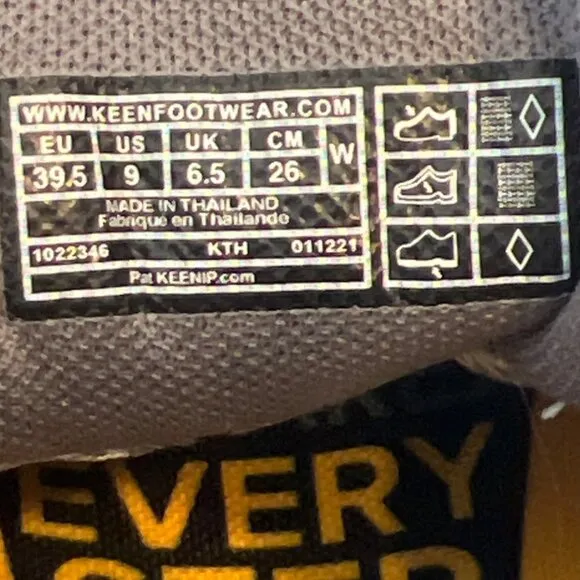 WWW.KEENFOOTWEAR.COM
EU US UK CM W
39.5 9 6.5 26
MADE IN THAILAND
Fabriqué en Thaïlande
1022346 KTH 011221
Pat KEENIP.com
EVERY
STEP